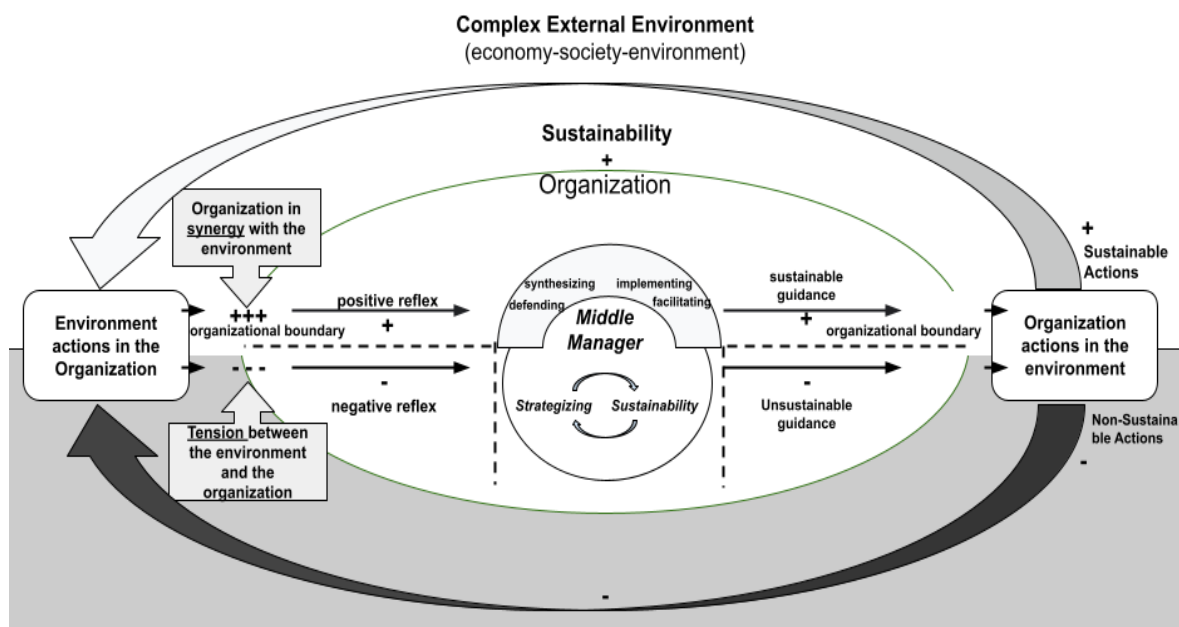 Complex External Environment
(economy-society-environment)
Sustainability
+
Organization
Organization in
synergy with the
environment
+
Sustainable
Actions
Environment
actions in the
Organization
+++
organizational boundary
positive reflex
+
synthesizing
implementing
defending
facilitating
Middle
Manager
sustainable
guidance
+
organizational boundary
Organization
actions in the
environment
- - -
-
negative reflex
Strategizing
Sustainability
-
Unsustainable
guidance
Tension between
the environment
and the
organization
Non-Sustaina
ble Actions
-
-